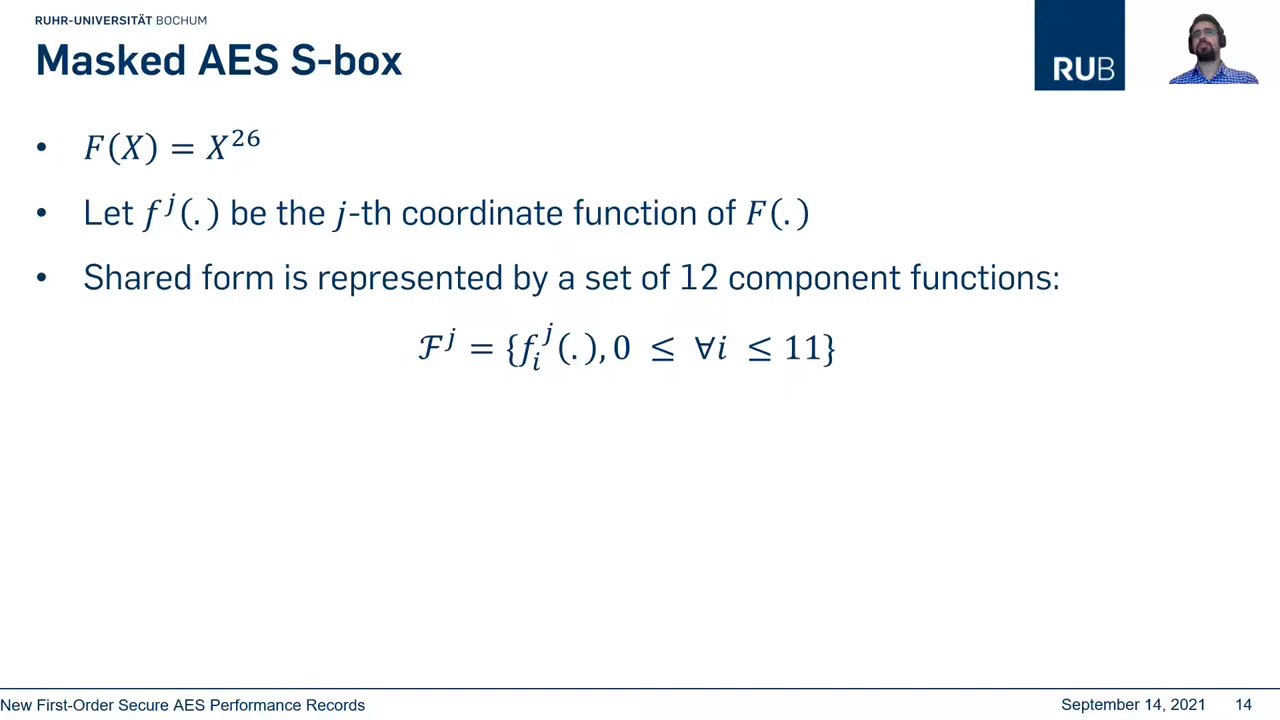 RUHR-UNIVERSITÄT BOCHUM
Masked AES S-box
RUB
• F(X) = X^26
• Let f^j(.) be the j-th coordinate function of F(.)
• Shared form is represented by a set of 12 component functions:
ℱ^j = {f_i^j(.), 0 ≤ ∀i ≤ 11}
New First-Order Secure AES Performance Records
September 14, 2021 14